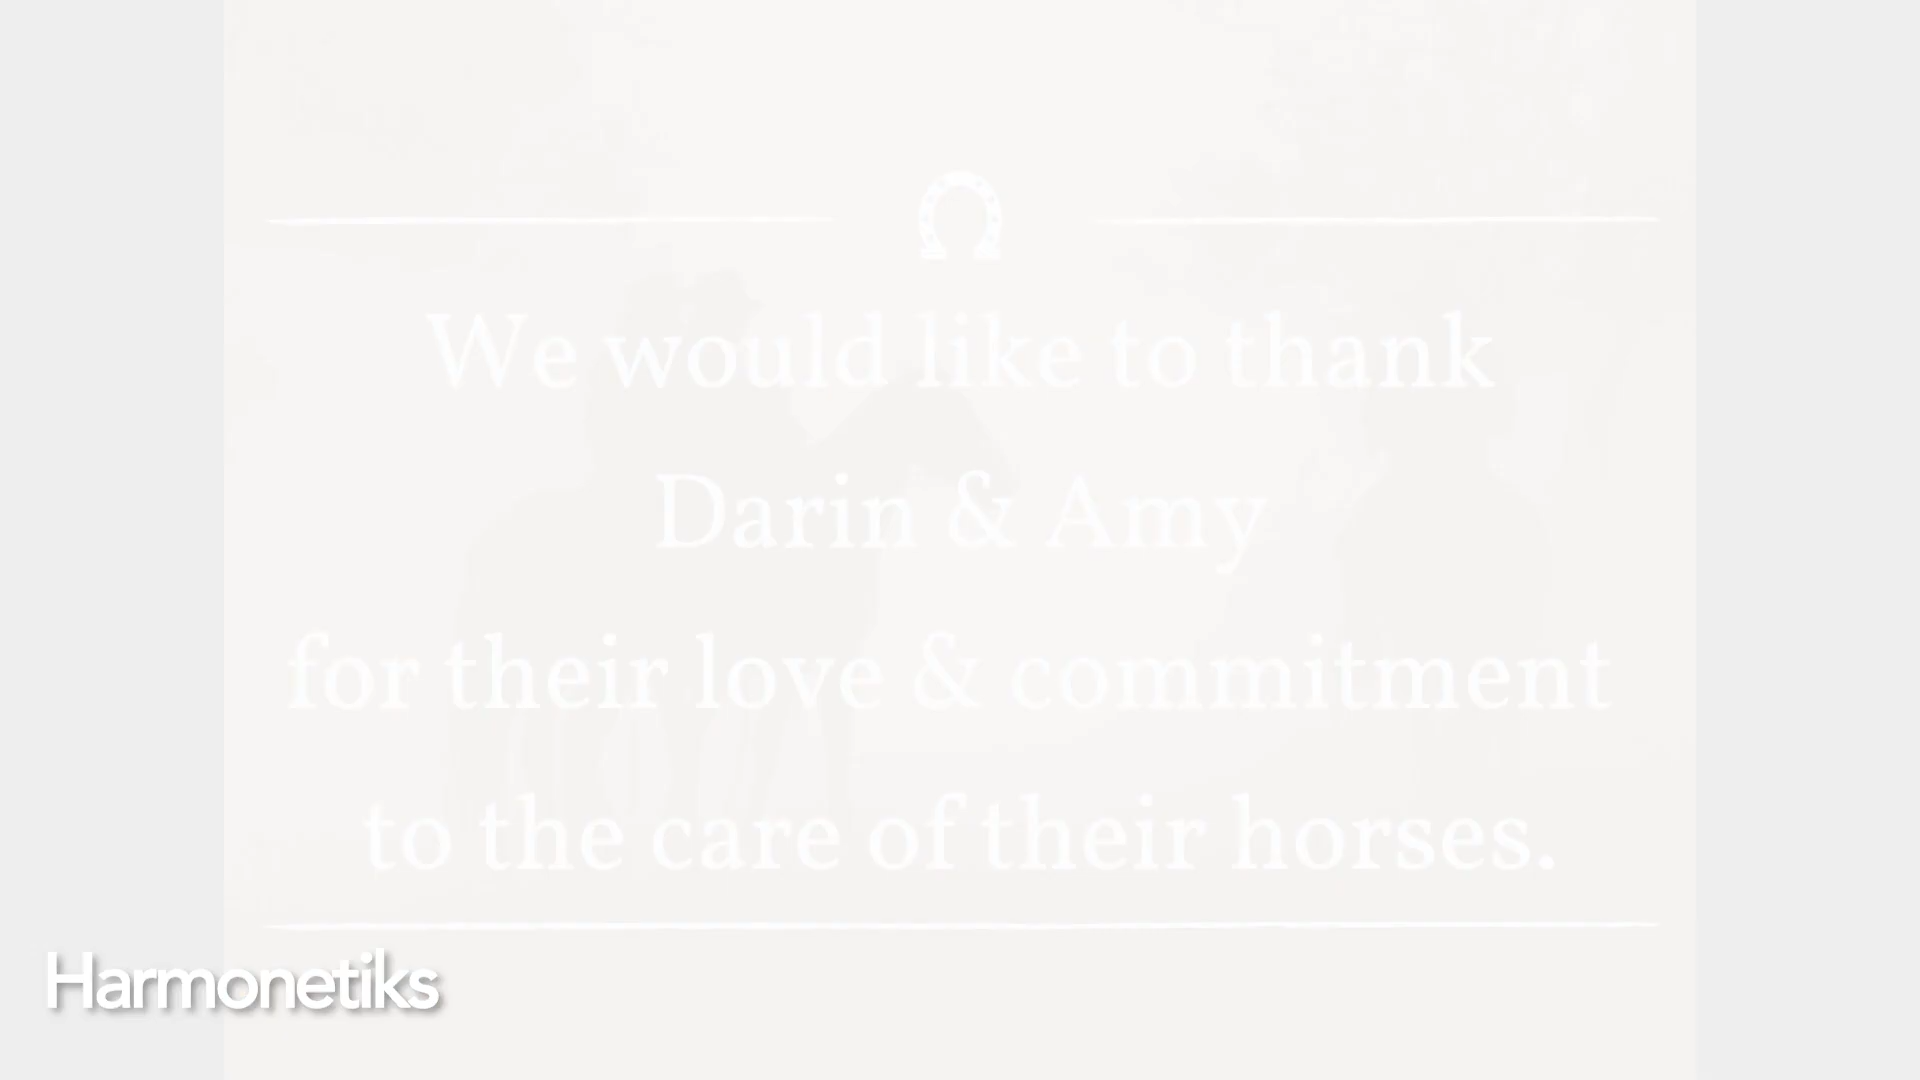 We would like to thank
Darin & Amy
for their love & commitment
to the care of their horses.
Harmonetiks